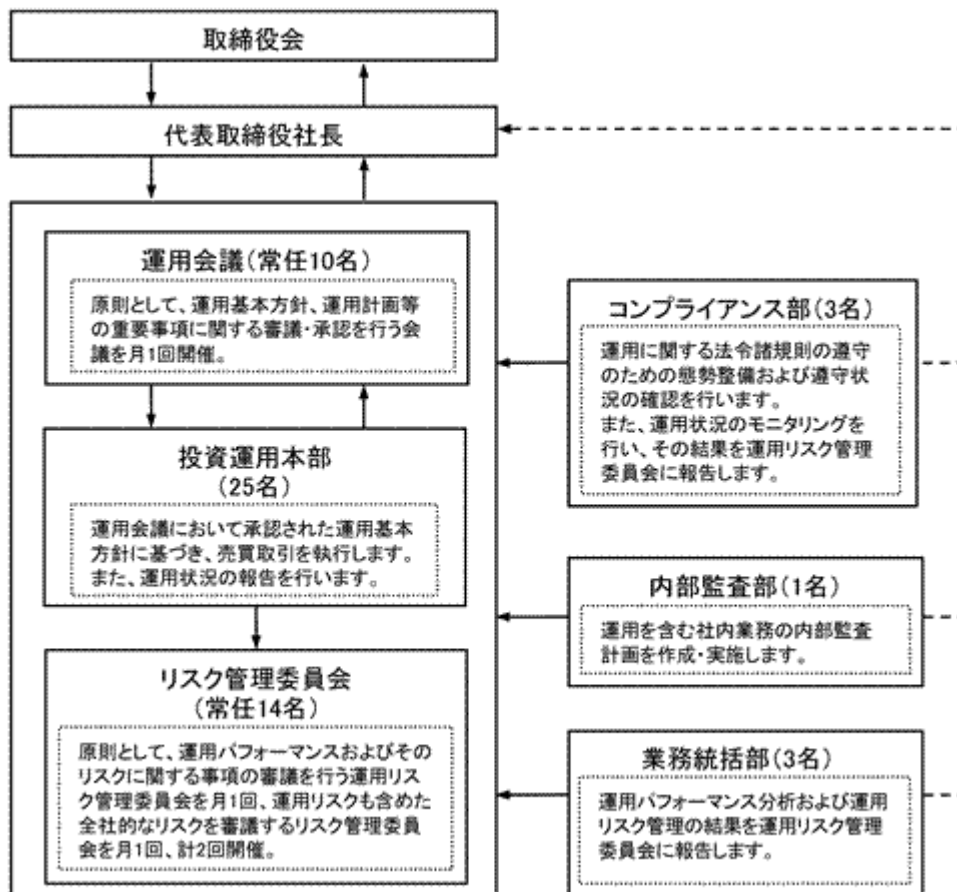 取締役会
代表取締役社長
運用会議(常任10名)
原則として、運用基本方針、運用計画等
の重要事項に関する審議・承認を行う会
議を月1回開催。
投資運用本部
(25名)
運用会議において承認された運用基本
方針に基づき、売買取引を執行します。
また、運用状況の報告を行います。
リスク管理委員会
(常任14名)
原則として、運用パフォーマンスおよびその
リスクに関する事項の審議を行う運用リス
ク管理委員会を月1回、運用リスクも含めた
全社的なリスクを審議するリスク管理委員
会を月1回、計2回開催。
コンプライアンス部(3名)
運用に関する法令諸規則の遵守
のための態勢整備および遵守状
況の確認を行います。
また、運用状況のモニタリングを
行い、その結果を運用リスク管理
委員会に報告します。
内部監査部(1名)
運用を含む社内業務の内部監査
計画を作成・実施します。
業務統括部(3名)
運用パフォーマンス分析および運用
リスク管理の結果を運用リスク管理
委員会に報告します。